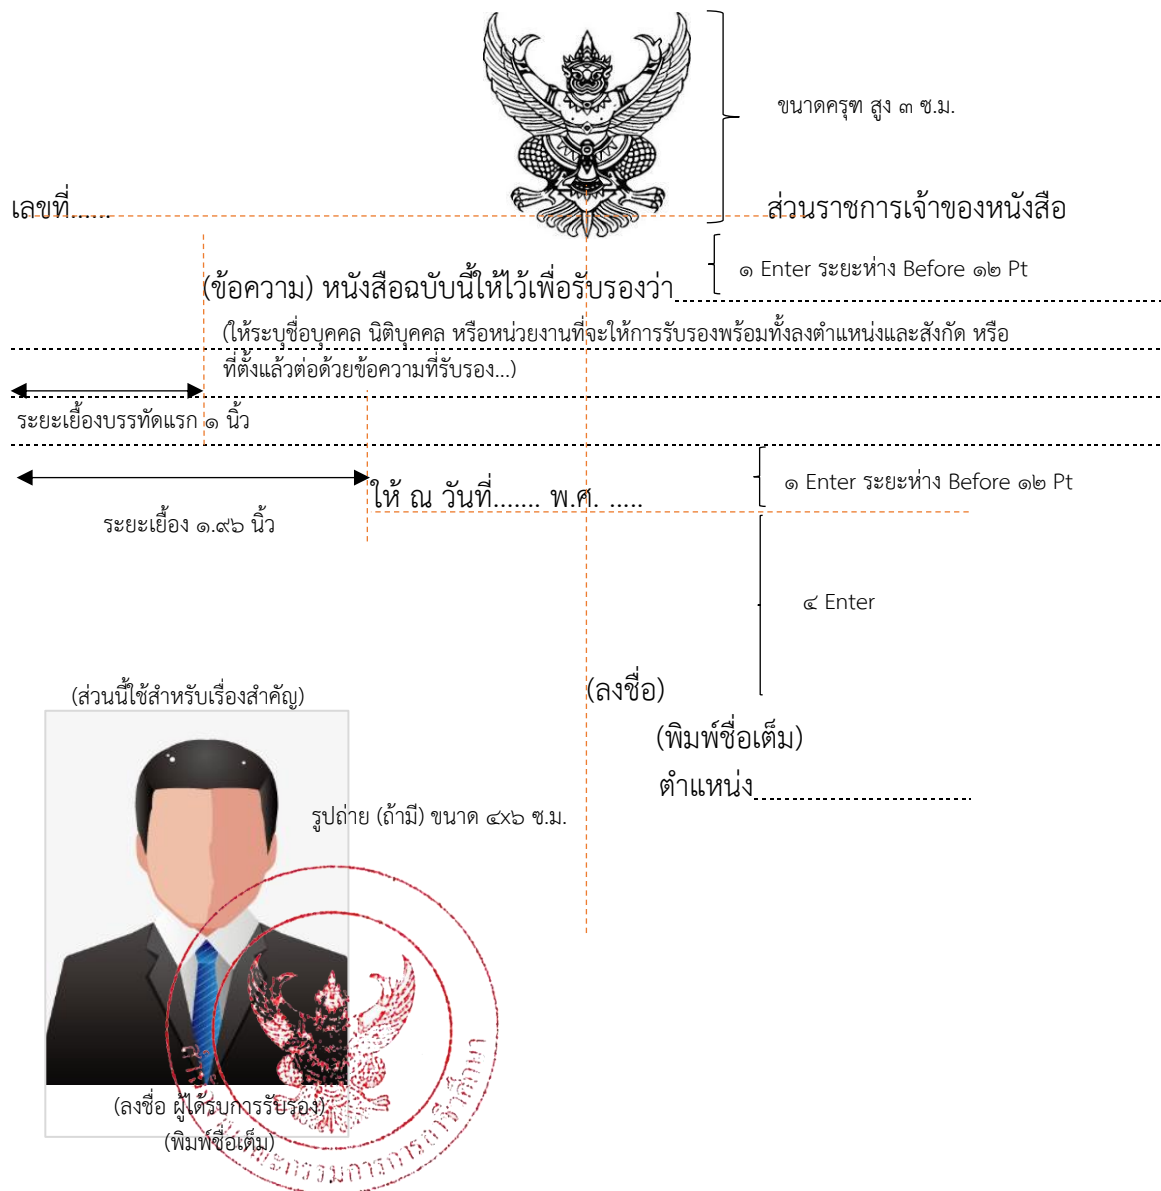 ขนาดครุฑ สูง ๓ ซ.ม.
เลขที่...... ส่วนราชการเจ้าของหนังสือ
๑ Enter ระยะห่าง Before ๑๒ Pt
(ข้อความ) หนังสือฉบับนี้ให้ไว้เพื่อรับรองว่า
(ให้ระบุชื่อบุคคล นิติบุคคล หรือหน่วยงานที่จะให้การรับรองพร้อมทั้งลงตำแหน่งและสังกัด หรือ
ที่ตั้งแล้วต่อด้วยข้อความที่รับรอง...)
ระยะเยื้องบรรทัดแรก ๑ นิ้ว
๑ Enter ระยะห่าง Before ๑๒ Pt
ให้ ณ วันที่....... พ.ศ. .....
ระยะเยื้อง ๑.๙๖ นิ้ว
๔ Enter
(ส่วนนี้ใช้สำหรับเรื่องสำคัญ)
(ลงชื่อ)
(พิมพ์ชื่อเต็ม)
ตำแหน่ง
รูปถ่าย (ถ้ามี) ขนาด ๔x๖ ซ.ม.
(ลงชื่อ ผู้ได้รับการรับรอง)
(พิมพ์ชื่อเต็ม)